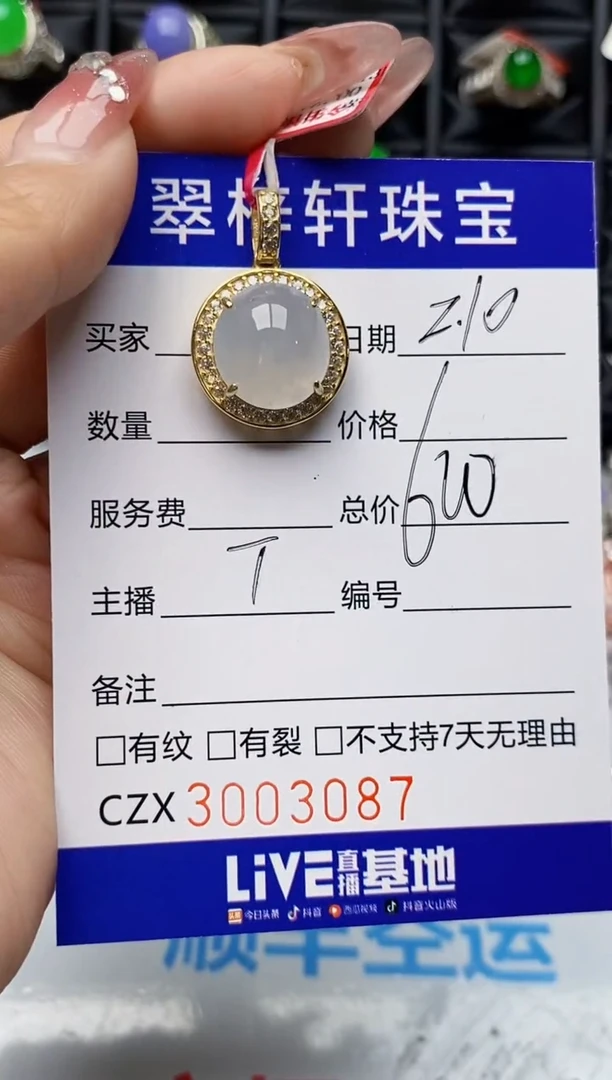 翠梓轩珠宝
买家 日期 2.10
数量 价格
服务费 总价 600
主播 T 编号
备注
□有纹 □有裂 □不支持7天无理由
CZX 3003087
LiVE直播基地
今日头条 抖音 西瓜视频 抖音火山版
顺丰空运